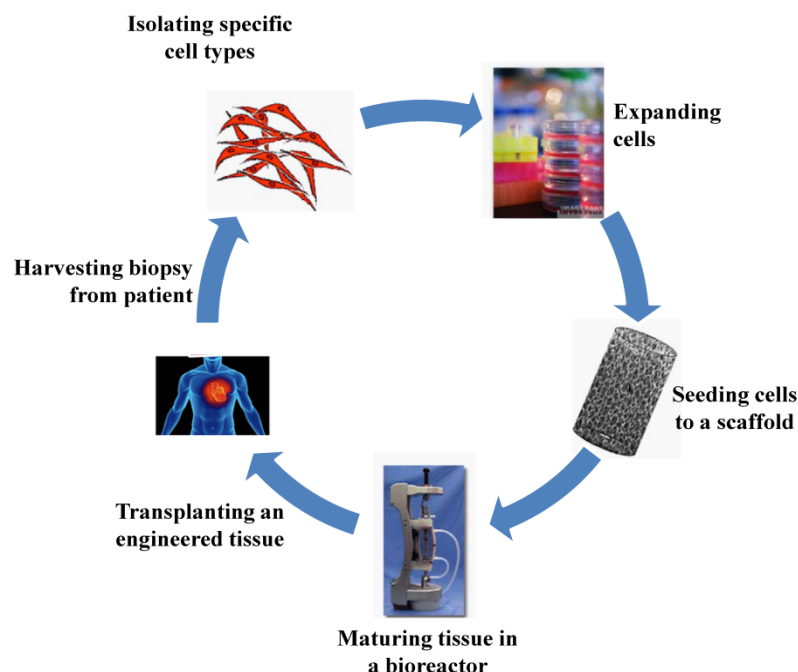 Isolating specific
cell types
Expanding
cells
Harvesting biopsy
from patient
Seeding cells
to a scaffold
Transplanting an
engineered tissue
Maturing tissue in
a bioreactor